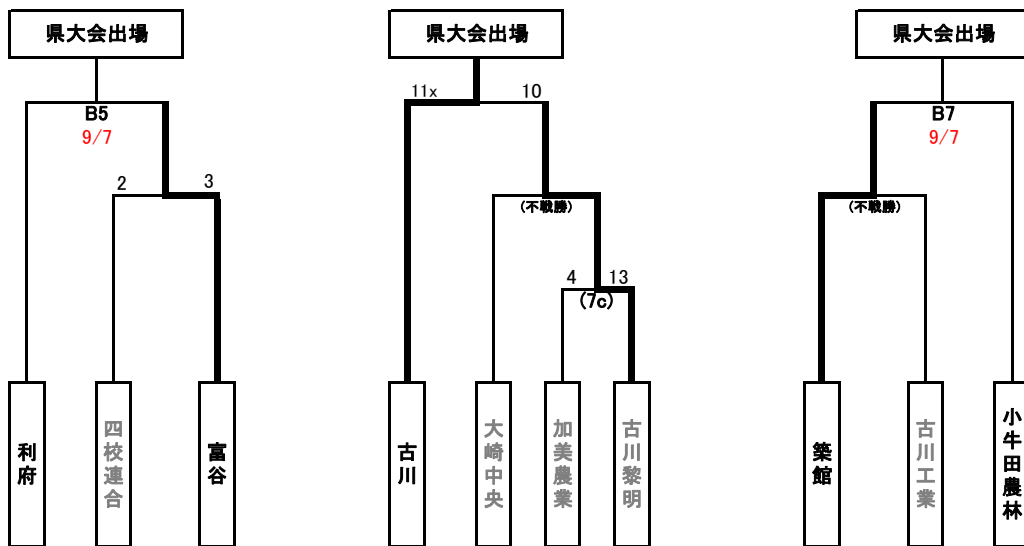 県大会出場
県大会出場
県大会出場
11x
10
B5
9/7
B7
9/7
2
3
(不戦勝)
(不戦勝)
4
13
(7c)
利府
四校連合
富谷
古川
大崎中央
加美農業
古川黎明
築館
古川工業
小牛田農林